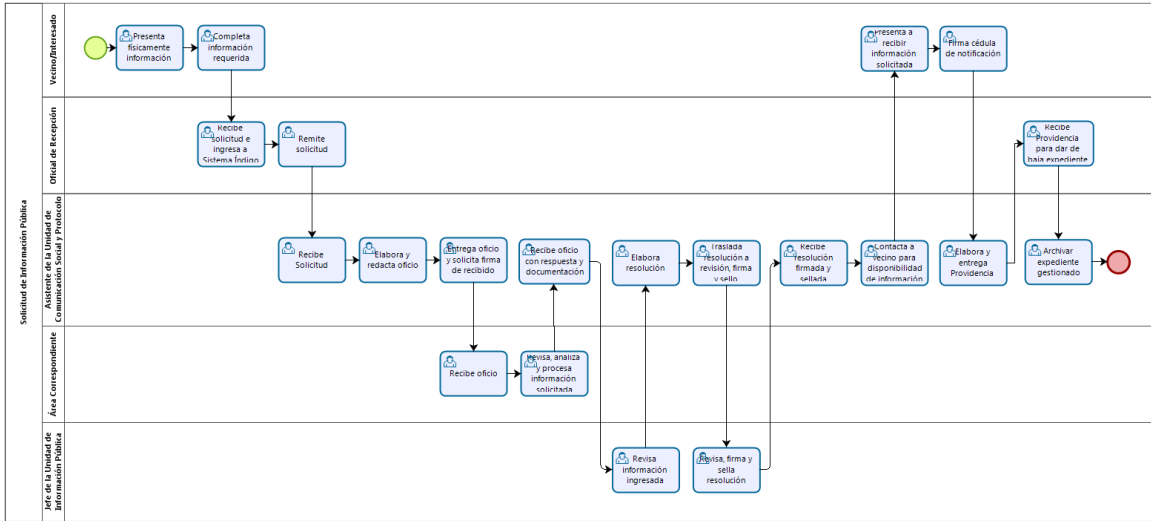 Solicitud de Información Pública
Vecino/Interesado
Presenta
físicamente
información
Completa
información
requerida
Presenta a
recibir
información
solicitada
Firma cédula
de notificación
Oficial de Recepción
Recibe
solicitud e
ingresa a
Sistema Índigo
Remite
solicitud
Recibe
Providencia
para dar de
baja expediente
Asistente de la Unidad de
Comunicación Social y Protocolo
Recibe
Solicitud
Elabora y
redacta oficio
Entrega oficio
y solicita firma
de recibido
Recibe oficio
con respuesta y
documentación
Elabora
resolución
Traslada
resolución a
revisión, firma
y sello
Recibe
resolución
firmada y
sellada
Contacta a
vecino para
disponibilidad
de información
Elabora y
entrega
Providencia
Archivar
expediente
gestionado
Área Correspondiente
Recibe oficio
Revisa, analiza
y procesa
información
solicitada
Jefe de la Unidad de
Información Pública
Revisa
información
ingresada
Revisa, firma y
sella
resolución